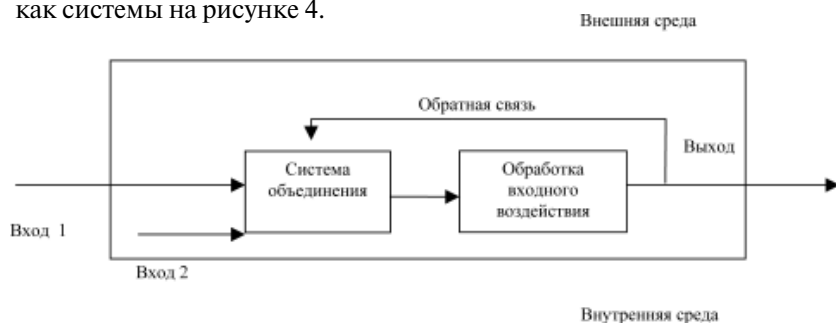 как системы на рисунке 4.
Внешняя среда
Обратная связь
Выход
Система
объединения
Обработка
входного
воздействия
Вход 1
Вход 2
Внутренняя среда